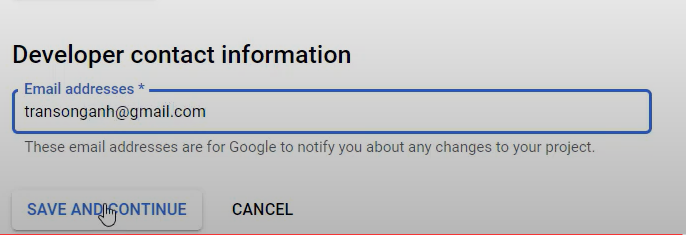 Developer contact information
Email addresses *
transonganh@gmail.com
These email addresses are for Google to notify you about any changes to your project.
SAVE AND CONTINUE
CANCEL